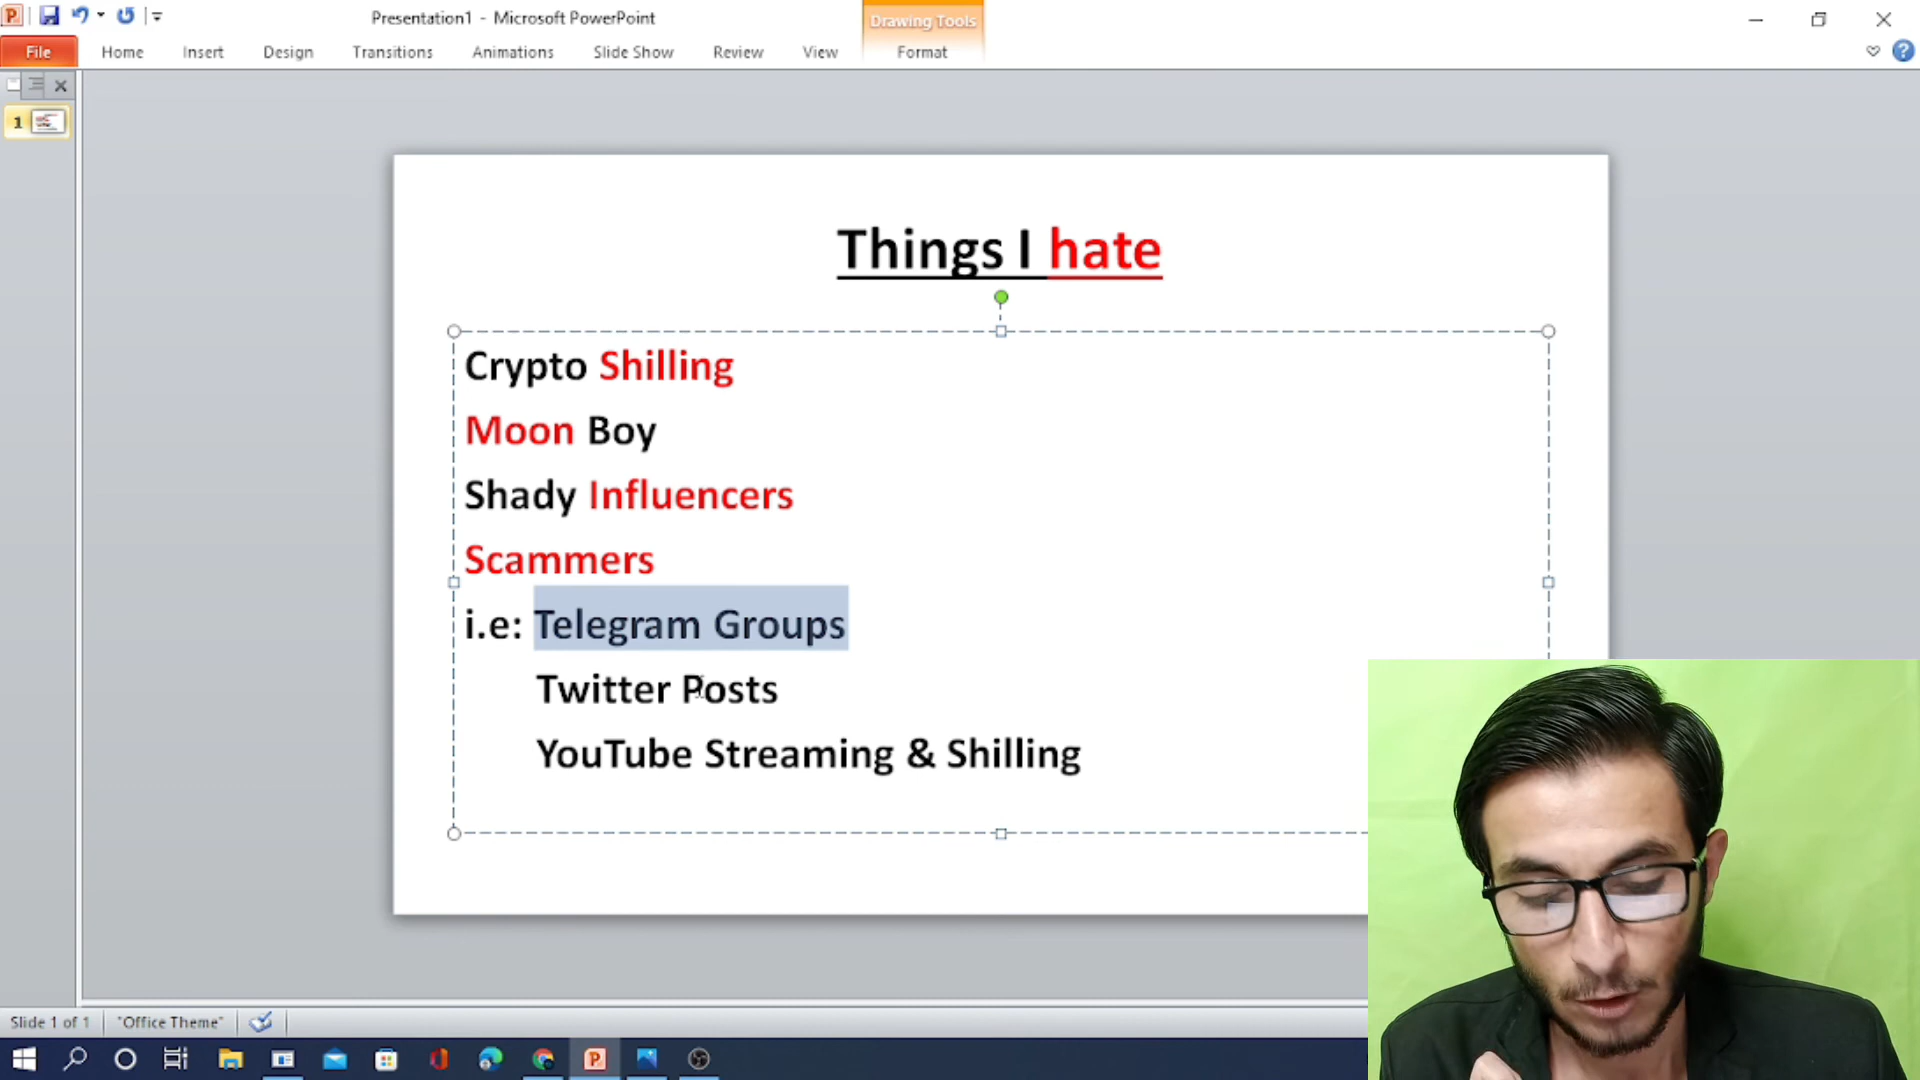 Presentation1 - Microsoft PowerPoint
Drawing Tools
File Home Insert Design Transitions Animations Slide Show Review View Format
1
Things I hate
Crypto Shilling
Moon Boy
Shady Influencers
Scammers
i.e: Telegram Groups
Twitter Posts
YouTube Streaming & Shilling
Slide 1 of 1 "Office Theme"